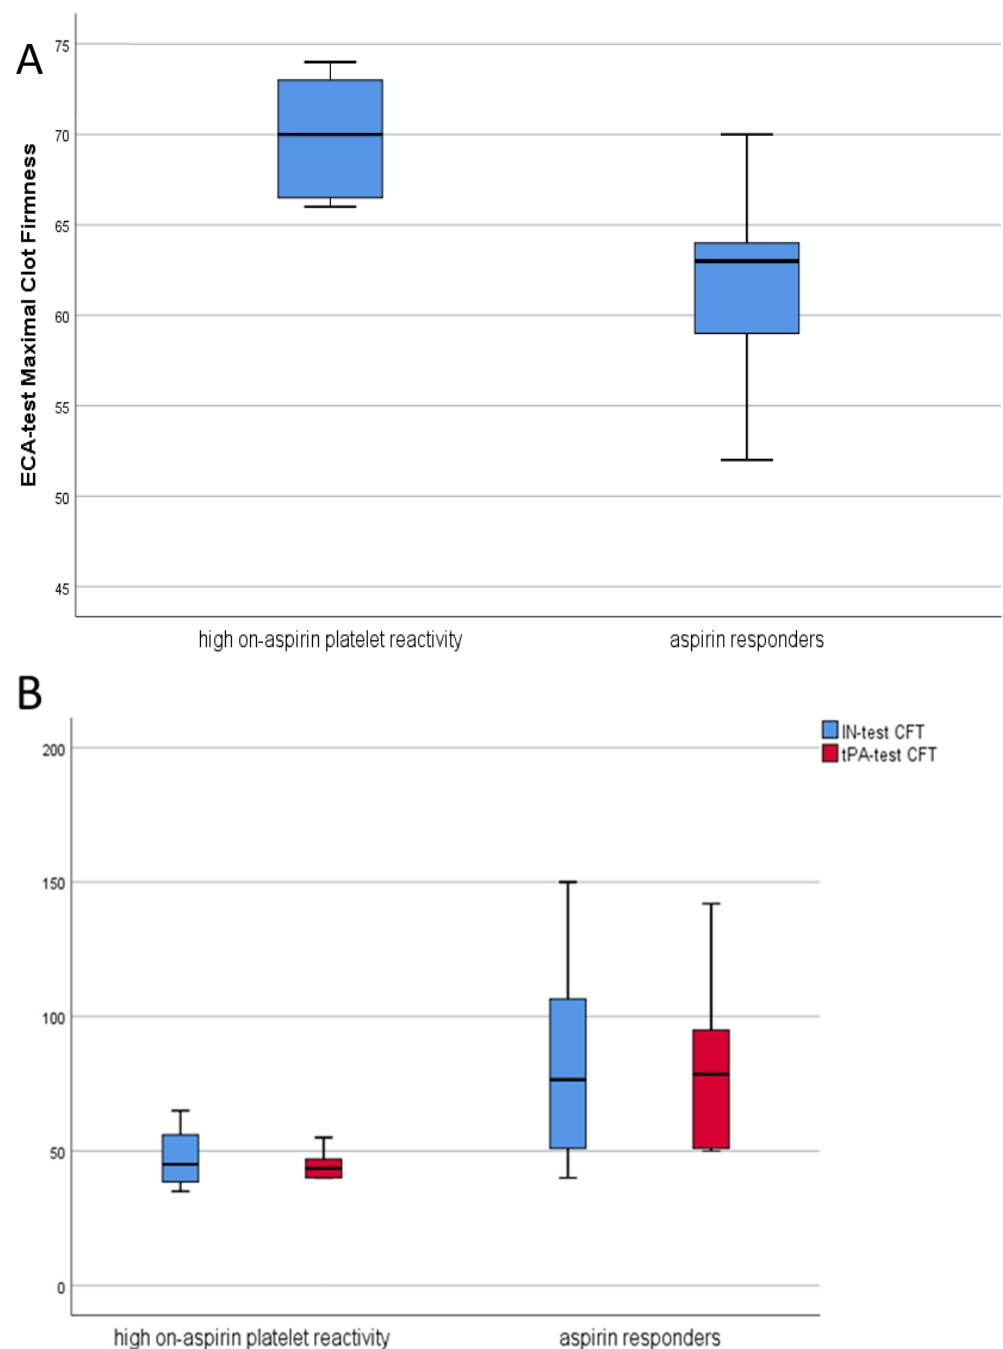 A
75
70
65
60
55
50
45
ECA-test Maximal Clot Firmness
high on-aspirin platelet reactivity
aspirin responders
B
IN-test CFT
tPA-test CFT
200
150
100
50
0
high on-aspirin platelet reactivity
aspirin responders